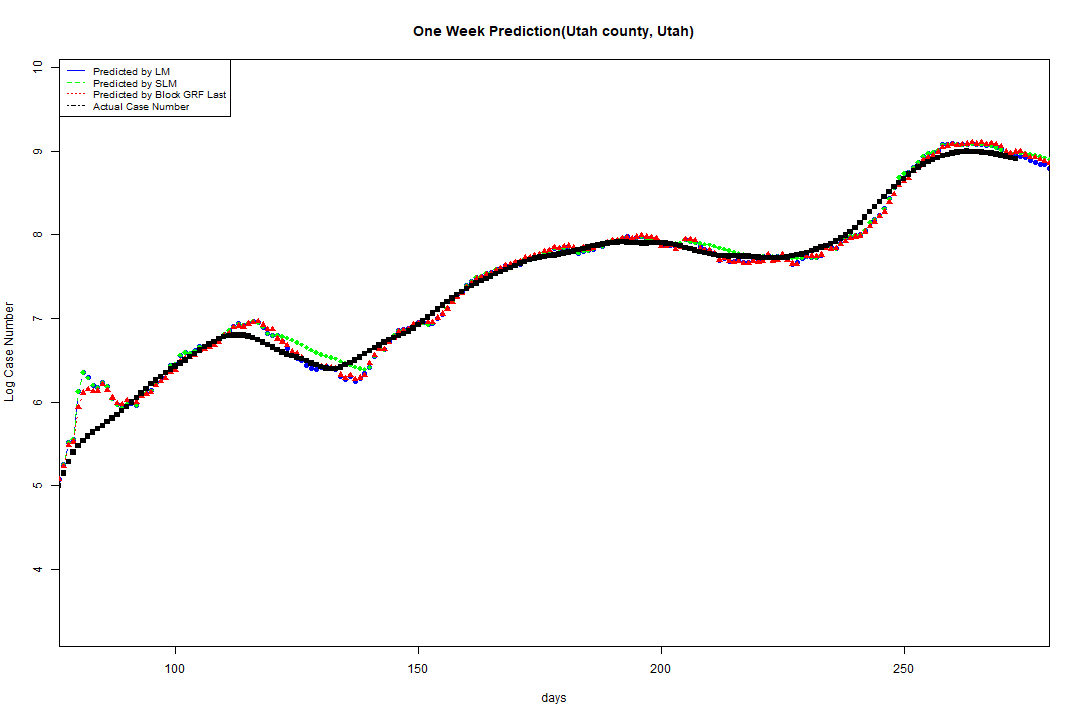 One Week Prediction(Utah county, Utah)
Predicted by LM
Predicted by SLM
Predicted by Block GRF Last
Actual Case Number
10
9
8
7
6
5
4
Log Case Number
100 150 200 250
days